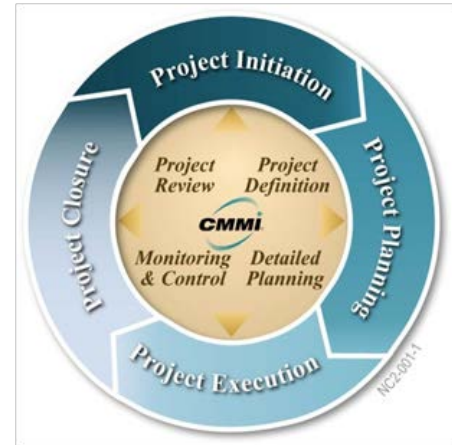 Project Initiation
Project Planning
Project Execution
Project Closure
Project
Review
Project
Definition
CMMI
Monitoring
& Control
Detailed
Planning
NC2-001-1